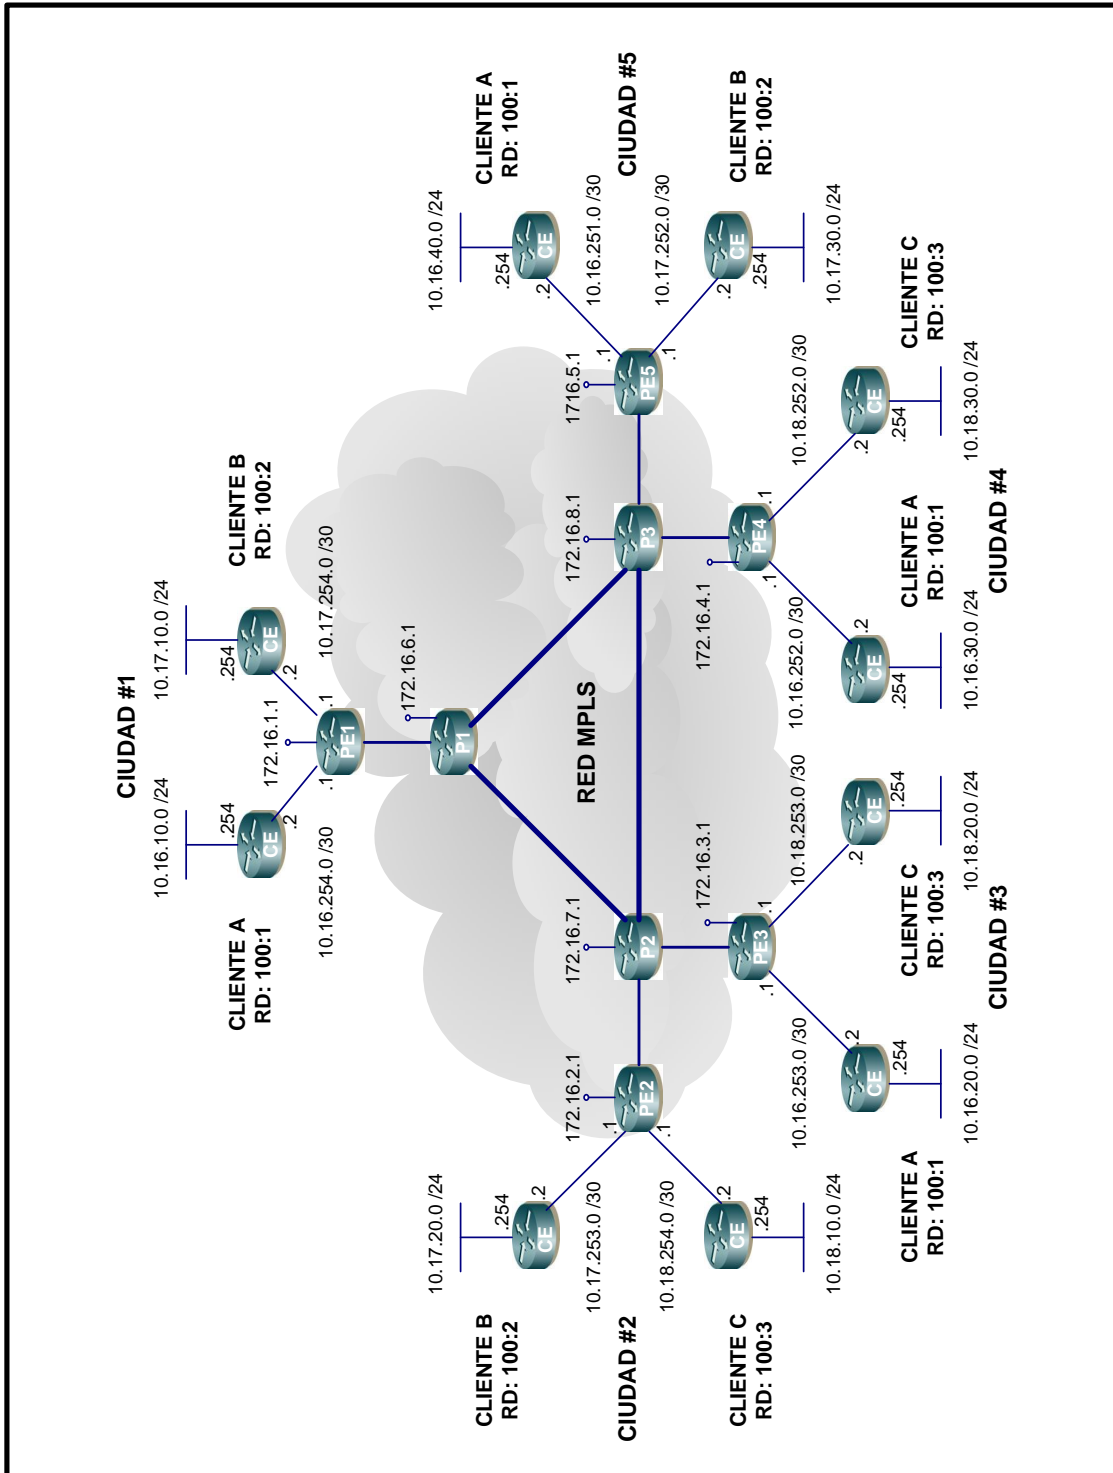 CIUDAD #1
CLIENTE A
RD: 100:1
10.16.10.0 /24
.254
CE
.2
10.16.254.0 /30
.1
172.16.1.1
PE1
.1
10.17.254.0 /30
.2
CE
.254
10.17.10.0 /24
CLIENTE B
RD: 100:2
172.16.6.1
P1
RED MPLS
172.16.7.1
P2
172.16.8.1
P3
CIUDAD #2
CLIENTE B
RD: 100:2
10.17.20.0 /24
.254
CE
.2
10.17.253.0 /30
.1
172.16.2.1
PE2
.1
10.18.254.0 /30
.2
CE
.254
10.18.10.0 /24
CLIENTE C
RD: 100:3
CIUDAD #3
172.16.3.1
PE3
.1
10.16.253.0 /30
.2
CE
.254
10.16.20.0 /24
CLIENTE A
RD: 100:1
.1
10.18.253.0 /30
.2
CE
.254
10.18.20.0 /24
CLIENTE C
RD: 100:3
CIUDAD #4
172.16.4.1
PE4
.1
10.16.252.0 /30
.2
CE
.254
10.16.30.0 /24
CLIENTE A
RD: 100:1
.1
10.18.252.0 /30
.2
CE
.254
10.18.30.0 /24
CLIENTE C
RD: 100:3
CIUDAD #5
1716.5.1
PE5
.1
10.16.251.0 /30
.2
CE
.254
10.16.40.0 /24
CLIENTE A
RD: 100:1
.1
10.17.252.0 /30
.2
CE
.254
10.17.30.0 /24
CLIENTE B
RD: 100:2